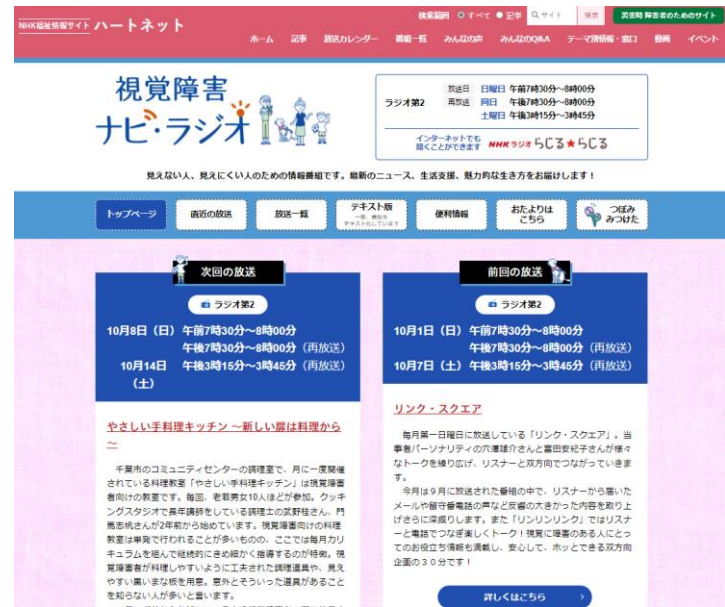 NHK福祉情報サイト ハートネット
検索範囲 すべて 記事 サイト 検索 災害時 障害者のためのサイト
ホーム 記事 放送カレンダー 番組一覧 みんなの声 みんなのQ&A テーマ別情報・窓口 動画 イベント
視覚障害
ナビ・ラジオ
ラジオ第2
放送日 日曜日 午前7時30分～8時00分
再放送 同日 午後7時30分～8時00分
土曜日 午後3時15分～3時45分
インターネットでも
聞くことができます NHKラジオ らじる★らじる
見えない人、見えにくい人のための情報番組です。最新のニュース、生活支援、魅力的な生き方をお届けします！
トップページ
直近の放送
放送一覧
テキスト版
一部、番組を
テキスト化しています
便利情報
おたよりは
こちら
つぼみ
みつけた
次回の放送
ラジオ第2
10月8日（日） 午前7時30分～8時00分
午後7時30分～8時00分（再放送）
10月14日 午後3時15分～3時45分（再放送）
（土）
やさしい手料理キッチン ～新しい扉は料理から
～
千葉市のコミュニティセンターの調理室で、月に一度開催
されている料理教室「やさしい手料理キッチン」は視覚障害
者向けの教室です。毎回、老若男女10人ほどが参加。クッキ
ングスタジオで長年講師をしている調理士の武野桂さん、門
馬志帆さんが2年前から始めています。視覚障害向けの料理
教室は単発で行われることが多いものの、ここでは毎月カリ
キュラムを組んで継続的にきめ細かく指導するのが特徴。視
覚障害者が料理しやすいように工夫された調理道具や、見え
やすい黒いまな板を用意。意外とそういった道具があること
を知らない人が多いと言います。
前回の放送
ラジオ第2
10月1日（日） 午前7時30分～8時00分
午後7時30分～8時00分（再放送）
10月7日（土） 午後3時15分～3時45分（再放送）
リンク・スクエア
毎月第一日曜日に放送している「リンク・スクエア」。当
事者パーソナリティの穴澤雄介さんと富田安紀子さんが様々
なトークを繰り広げ、リスナーと双方向でつながっていきま
す。
今月は９月に放送された番組の中で、リスナーから届いた
メールや留守番電話の声など反響の大きかった内容を取り上
げさらに深掘りします。また「リンリンリンク」ではリスナ
ーと電話でつなぎ楽しくトーク！視覚に障害のある人にとっ
てのお役立ち情報も満載し、安心して、ホッとできる双方向
企画の３０分です！
詳しくはこちら